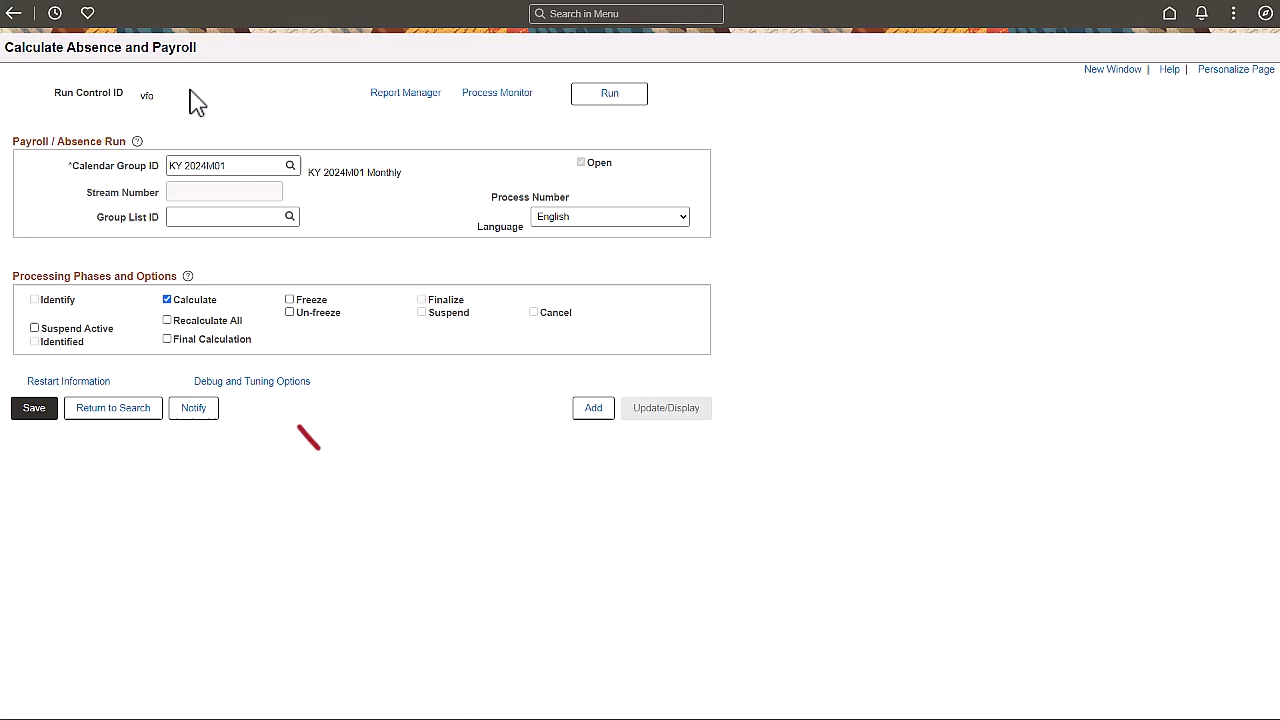 Search in Menu
Calculate Absence and Payroll
New Window | Help | Personalize Page
Run Control ID vfo Report Manager Process Monitor Run
Payroll / Absence Run
*Calendar Group ID KY 2024M01 KY 2024M01 Monthly Open
Stream Number Process Number
Group List ID Language English
Processing Phases and Options
Identify Calculate Freeze Finalize
Un-freeze Suspend Cancel
Suspend Active Recalculate All
Identified Final Calculation
Restart Information Debug and Tuning Options
Save Return to Search Notify Add Update/Display